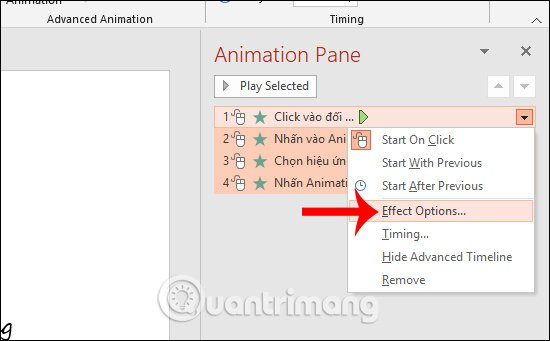 Advanced Animation
Timing
Animation Pane
Play Selected
1 Click vào đối ...
2 Nhấn vào Ani
3 Chọn hiệu ứn
4 Nhấn Animati
Start On Click
Start With Previous
Start After Previous
Effect Options...
Timing...
Hide Advanced Timeline
Remove
uantrimang